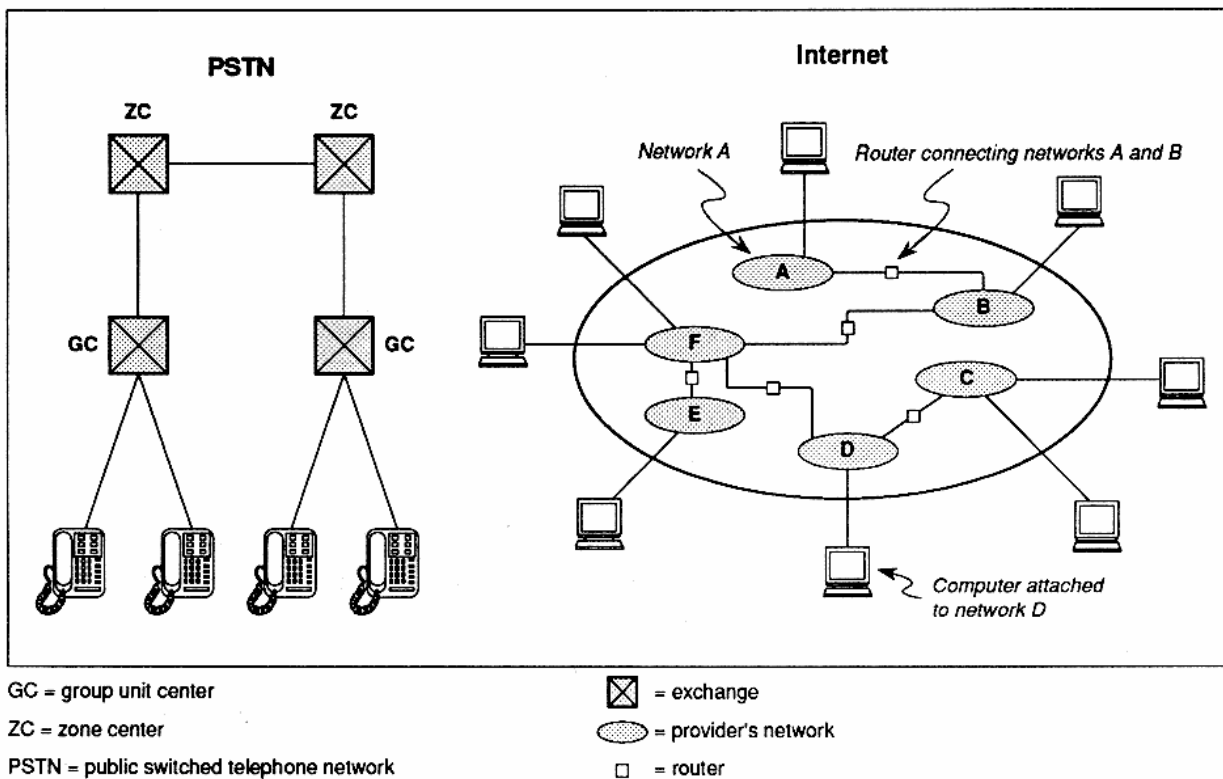 PSTN
ZC
ZC
GC
GC
Internet
Network A
Router connecting networks A and B
A
B
F
C
E
D
Computer attached
to network D
GC = group unit center
ZC = zone center
PSTN = public switched telephone network
= exchange
= provider's network
= router